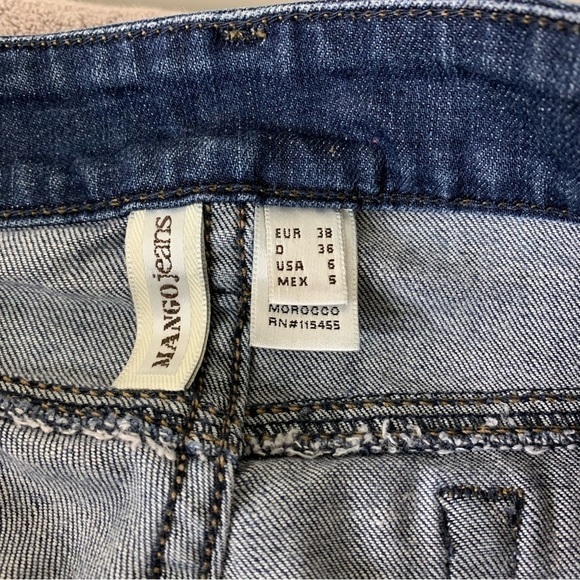 MANGO jeans
EUR 38
D 36
USA 6
MEX 5
MOROCCO
RN#115455